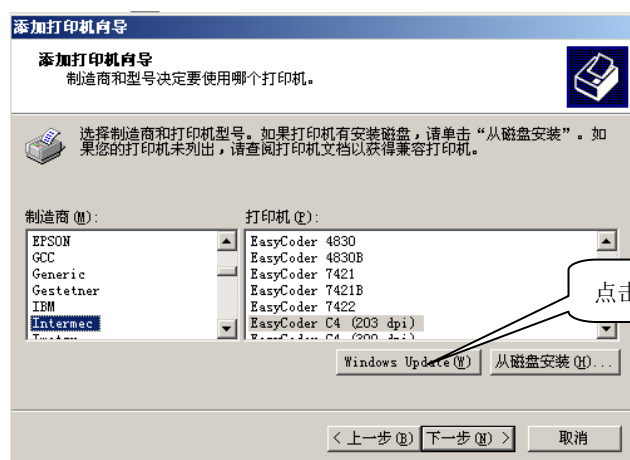 添加打印机向导
添加打印机向导
制造商和型号决定要使用哪个打印机。
选择制造商和打印机型号。如果打印机有安装磁盘，请单击“从磁盘安装”。如
果您的打印机未列出，请查阅打印机文档以获得兼容打印机。
制造商(M):
EPSON
GCC
Generic
Gestetner
IBM
Intermec
打印机(P):
EasyCoder 4830
EasyCoder 4830B
EasyCoder 7421
EasyCoder 7421B
EasyCoder 7422
EasyCoder C4 (203 dpi)
EasyCoder C4 (300 dpi)
点击
Windows Update(W)
从磁盘安装(H)...
< 上一步(B)
下一步(N) >
取消